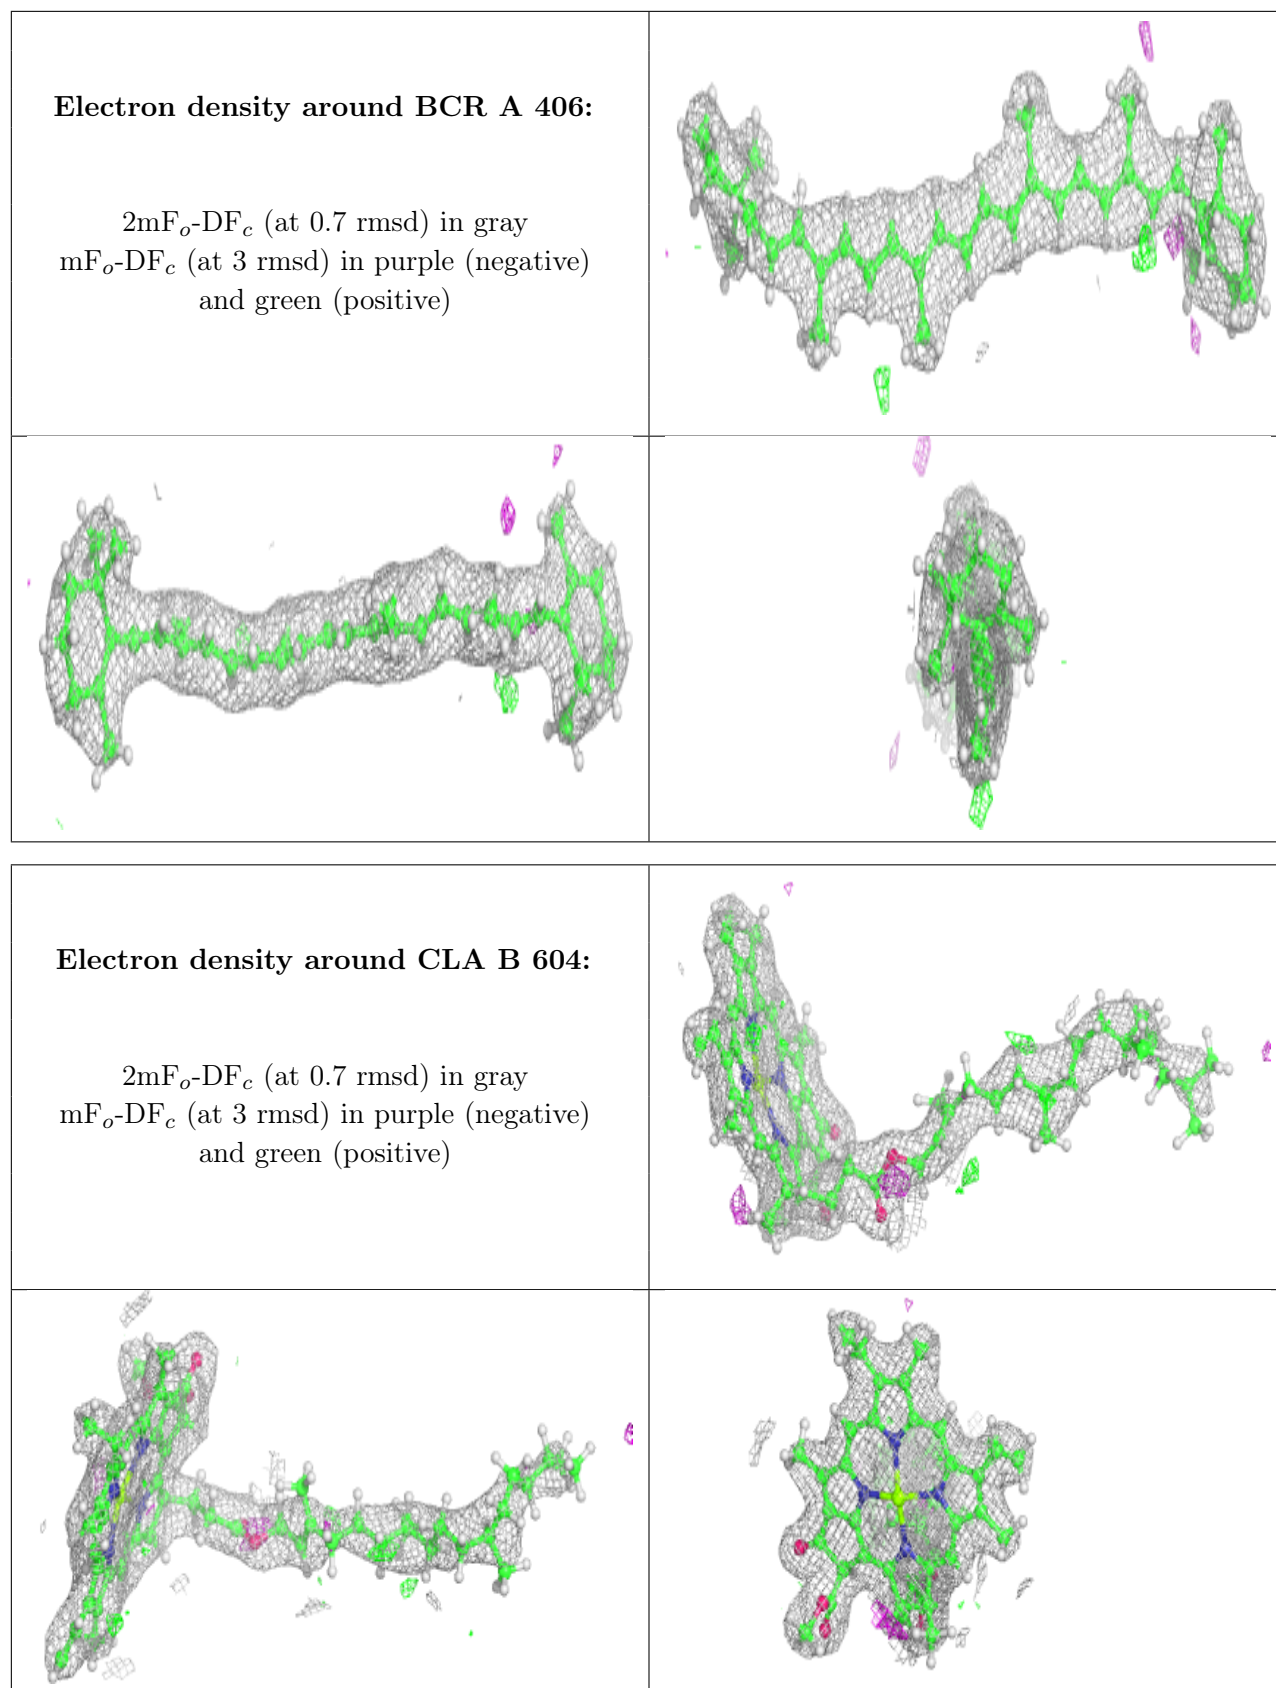 Electron density around BCR A 406:
2mFo-DFc (at 0.7 rmsd) in gray
mFo-DFc (at 3 rmsd) in purple (negative)
and green (positive)
Electron density around CLA B 604:
2mFo-DFc (at 0.7 rmsd) in gray
mFo-DFc (at 3 rmsd) in purple (negative)
and green (positive)